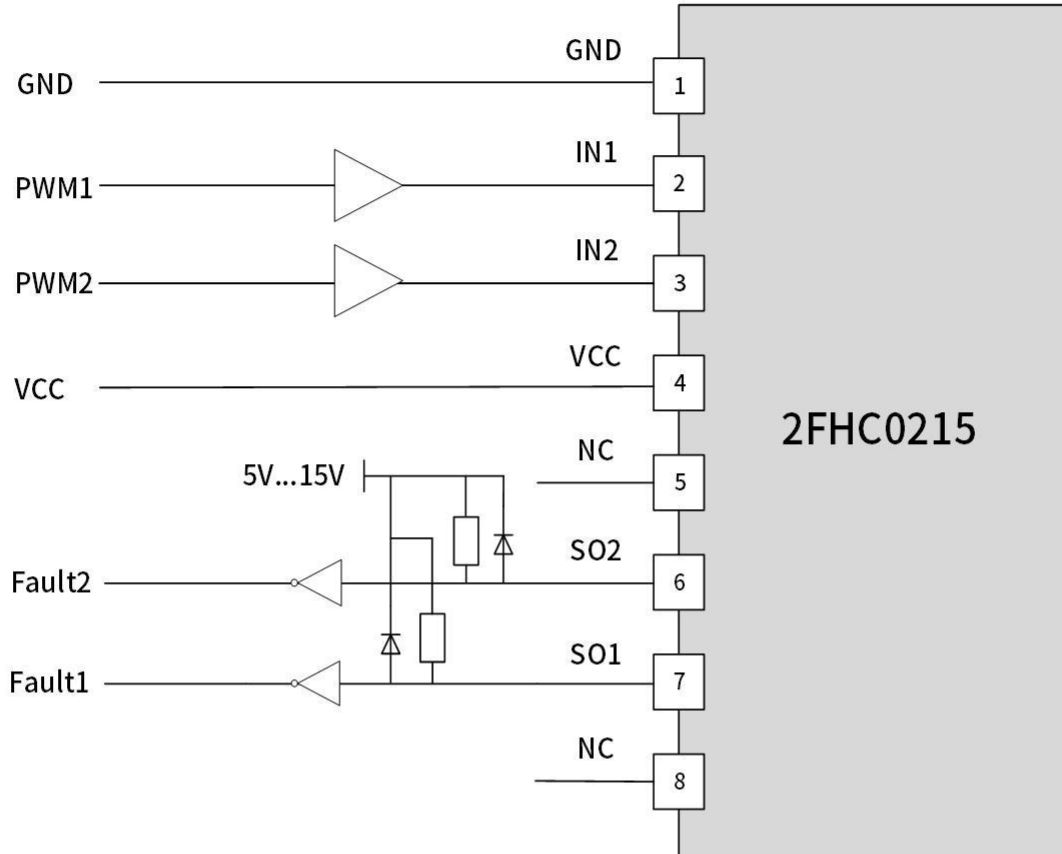 GND
GND
1
PWM1
IN1
2
PWM2
IN2
3
VCC
VCC
4
2FHC0215
NC
5
5V...15V
Fault2
SO2
6
Fault1
SO1
7
NC
8